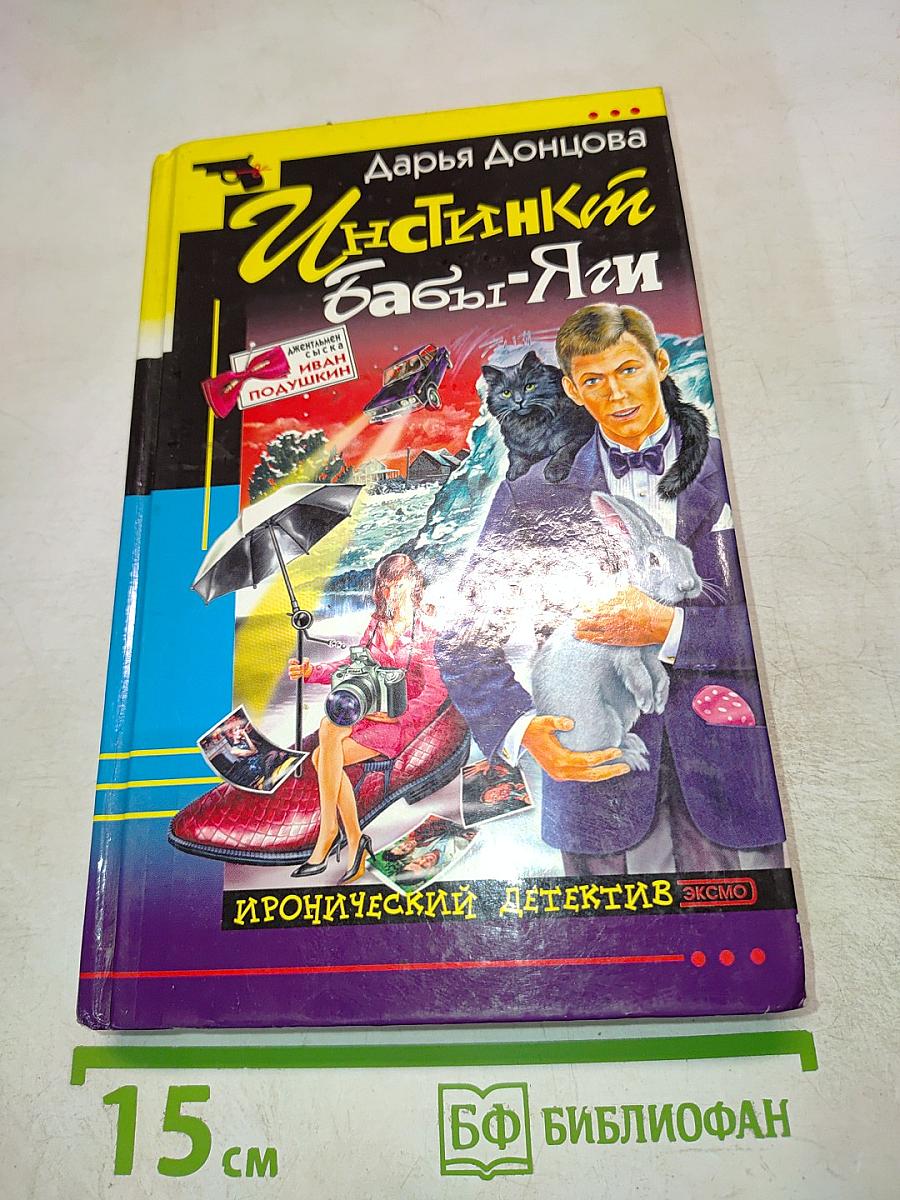 Дарья Донцова
Инстинкт
Бабы-Яги
джентльмен
сыска
ИВАН
ПОДУШКИН
ИРОНИЧЕСКИЙ ДЕТЕКТИВ
ЭКСМО
15 см
БФ БИБЛИОФАН